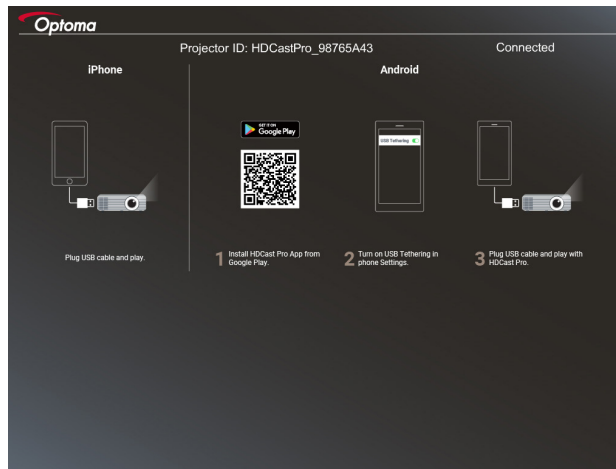 Optoma
Projector ID: HDCastPro_98765A43
Connected
iPhone
Android
GET IT ON
Google Play
USB Tethering
Plug USB cable and play.
1 Install HDCast Pro App from
Google Play.
2 Turn on USB Tethering in
phone Settings.
3 Plug USB cable and play with
HDCast Pro.